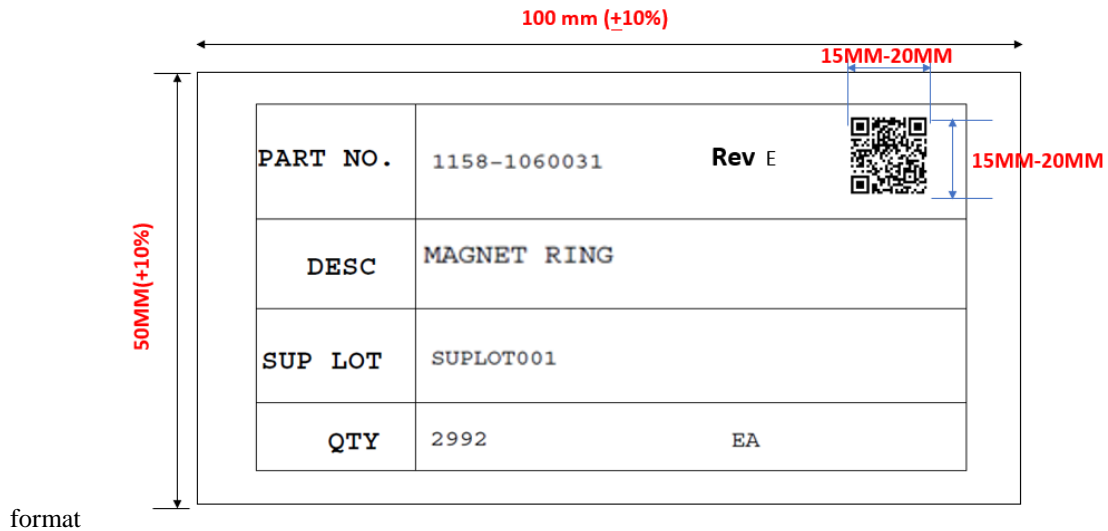 100 mm (±10%)
15MM-20MM
PART NO. 1158-1060031 Rev E
15MM-20MM
50MM(+10%)
DESC MAGNET RING
SUP LOT SUPLOT001
QTY 2992 EA
format